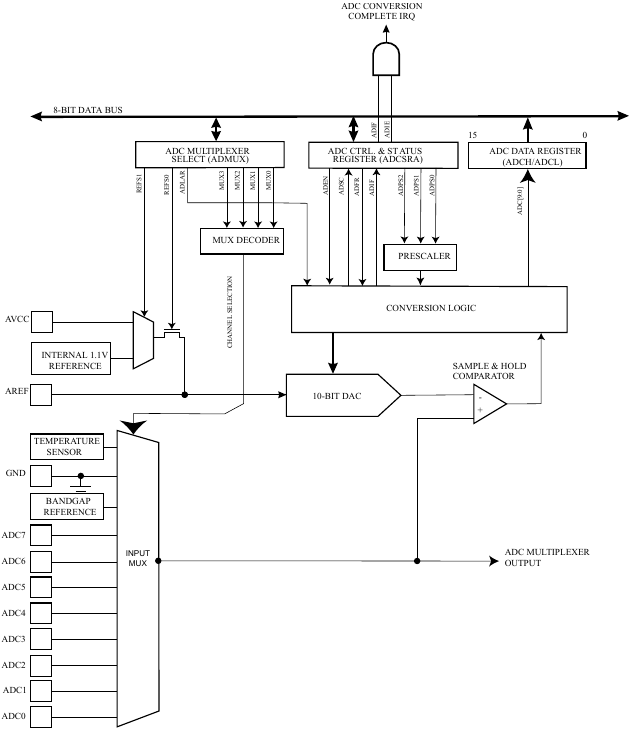 ADC CONVERSION
COMPLETE IRQ
8-BIT DATA BUS
ADIF
ADIE
15
0
ADC MULTIPLEXER
SELECT (ADMUX)
ADC CTRL. & STATUS
REGISTER (ADCSRA)
ADC DATA REGISTER
(ADCH/ADCL)
REFS1
REFS0
ADLAR
MUX3
MUX2
MUX1
MUX0
ADEN
ADSC
ADFR
ADIF
ADPS2
ADPS1
ADPS0
ADC[9:0]
MUX DECODER
PRESCALER
CHANNEL SELECTION
CONVERSION LOGIC
AVCC
INTERNAL 1.1V
REFERENCE
AREF
10-BIT DAC
SAMPLE & HOLD
COMPARATOR
-
+
TEMPERATURE
SENSOR
GND
BANDGAP
REFERENCE
ADC7
ADC6
ADC5
ADC4
ADC3
ADC2
ADC1
ADC0
INPUT
MUX
ADC MULTIPLEXER
OUTPUT